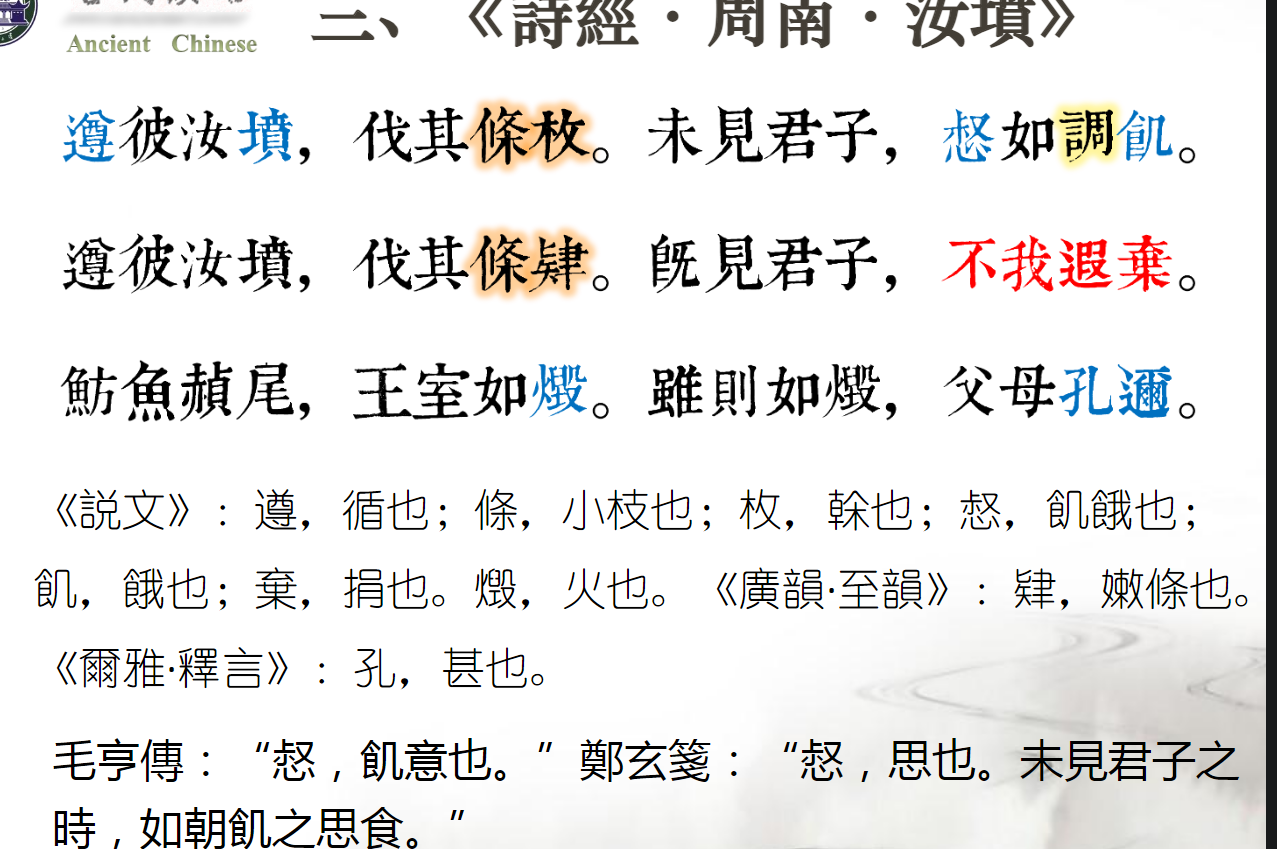 Ancient Chinese
三、《詩經·周南·汝墳》
遵彼汝墳，伐其條枚。未見君子，惄如調飢。
遵彼汝墳，伐其條肄。既見君子，不我遐棄。
魴魚赬尾，王室如燬。雖則如燬，父母孔邇。
《説文》：遵，循也；條，小枝也；枚，榦也；惄，飢餓也；
飢，餓也；棄，捐也。燬，火也。《廣韻·至韻》：肄，嫩條也。
《爾雅·釋言》：孔，甚也。
毛亨傳：“惄，飢意也。”鄭玄箋：“惄，思也。未見君子之
時，如朝飢之思食。”